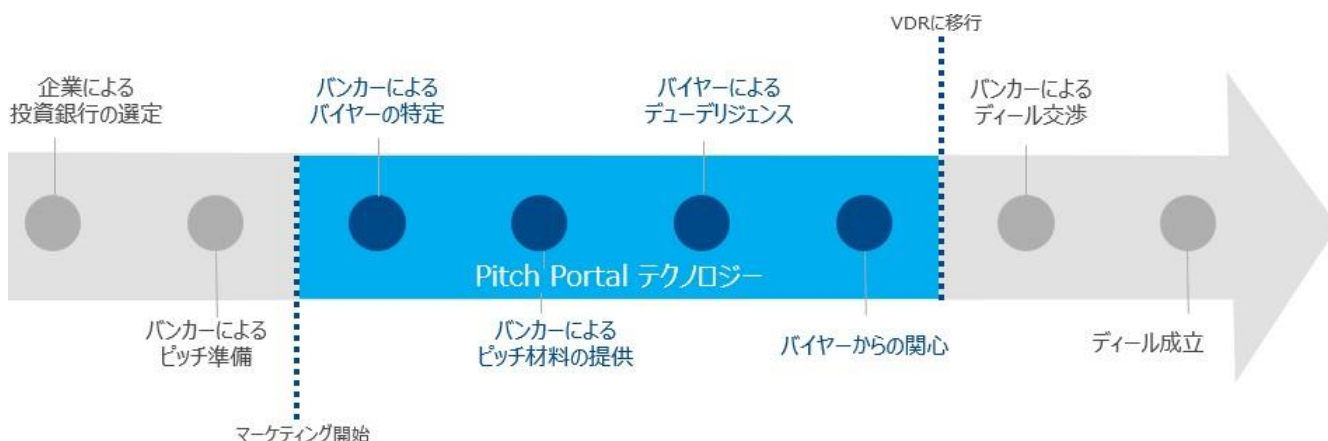 VDRに移行
企業による
投資銀行の選定
バンカーによる
バイヤーの特定
バイヤーによる
デューデリジェンス
バンカーによる
ディール交渉
Pitch Portal テクノロジー
バンカーによる
ピッチ準備
バンカーによる
ピッチ材料の提供
バイヤーからの関心
ディール成立
マーケティング開始